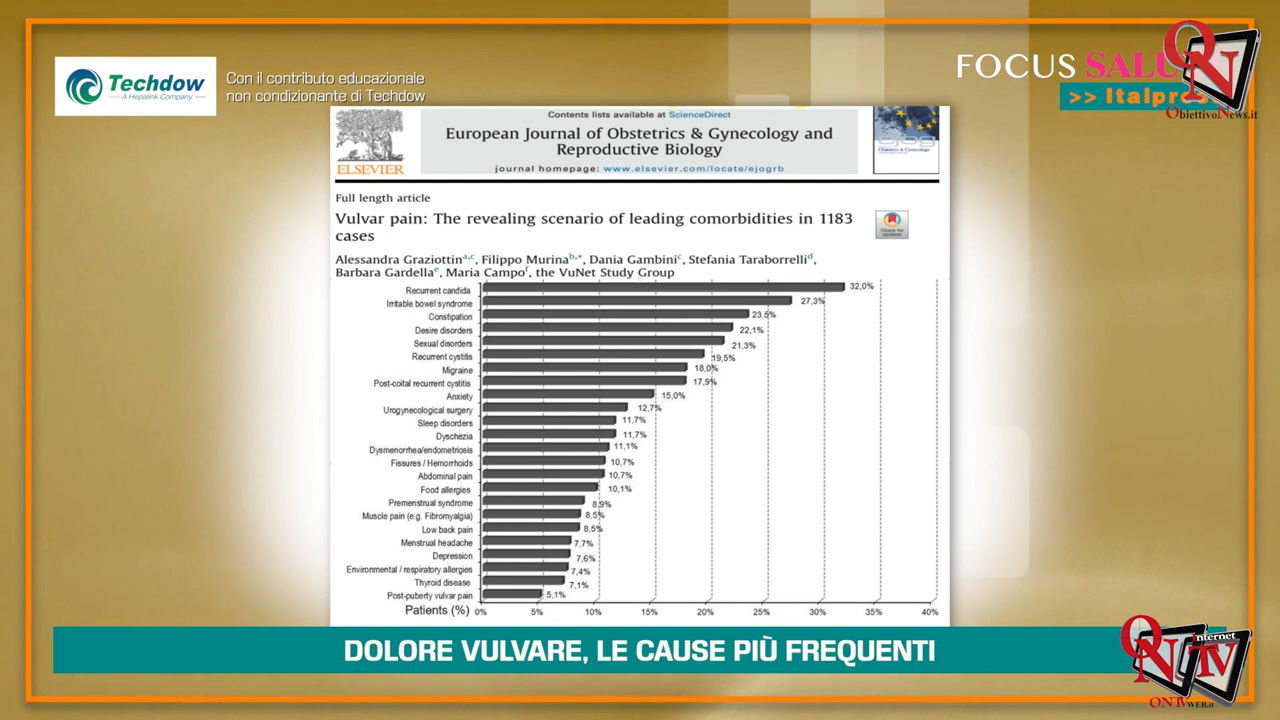 Techdow
A Hepalink Company
Con il contributo educazionale
non condizionante di Techdow
FOCUS SALU
>> Italpre
ON
ObiettivoNews.it
Contents lists available at ScienceDirect
European Journal of Obstetrics & Gynecology and
Reproductive Biology
journal homepage: www.elsevier.com/locate/ejogrb
ELSEVIER
Full length article
Vulvar pain: The revealing scenario of leading comorbidities in 1183
cases
Check for
updates
Alessandra Graziottin a,c, Filippo Murina b,*, Dania Gambini c, Stefania Taraborrelli d,
Barbara Gardella e, Maria Campo f, the VuNet Study Group
Recurrent candida 32,0%
Irritable bowel syndrome 27,3%
Constipation 23,5%
Desire disorders 22,1%
Sexual disorders 21,3%
Recurrent cystitis 19,5%
Migraine 18,0%
Post-coital recurrent cystitis 17,9%
Anxiety 15,0%
Urogynecological surgery 12,7%
Sleep disorders 11,7%
Dyschezia 11,7%
Dysmenorrhea/endometriosis 11,1%
Fissures / Hemorrhoids 10,7%
Abdominal pain 10,7%
Food allergies 10,1%
Premenstrual syndrome 8,9%
Muscle pain (e.g. Fibromyalgia) 8,5%
Low back pain 8,5%
Menstrual headache 7,7%
Depression 7,6%
Environmental / respiratory allergies 7,4%
Thyroid disease 7,1%
Post-puberty vulvar pain 5,1%
Patients (%) 0% 5% 10% 15% 20% 25% 30% 35% 40%
DOLORE VULVARE, LE CAUSE PIÙ FREQUENTI
internet
ON TV
ONTVWEB.it